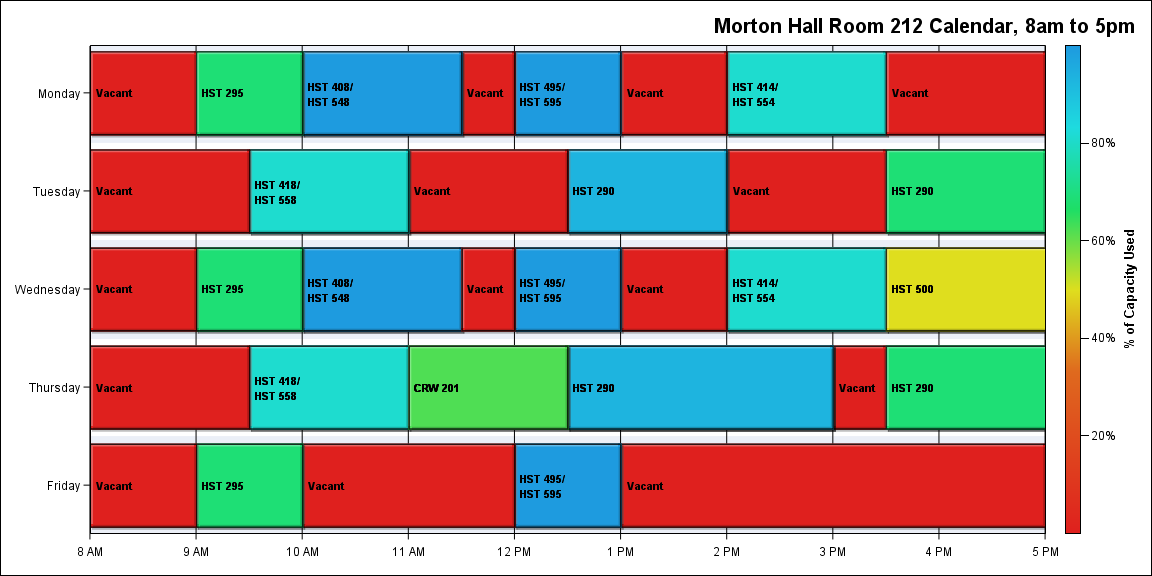 Morton Hall Room 212 Calendar, 8am to 5pm
Monday
Vacant
HST 295
HST 408/
HST 548
Vacant
HST 495/
HST 595
Vacant
HST 414/
HST 554
Vacant
Tuesday
Vacant
HST 418/
HST 558
Vacant
HST 290
Vacant
HST 290
Wednesday
Vacant
HST 295
HST 408/
HST 548
Vacant
HST 495/
HST 595
Vacant
HST 414/
HST 554
HST 500
Thursday
Vacant
HST 418/
HST 558
CRW 201
HST 290
Vacant
HST 290
Friday
Vacant
HST 295
Vacant
HST 495/
HST 595
Vacant
8 AM
9 AM
10 AM
11 AM
12 PM
1 PM
2 PM
3 PM
4 PM
5 PM
80%
60%
40%
20%
% of Capacity Used